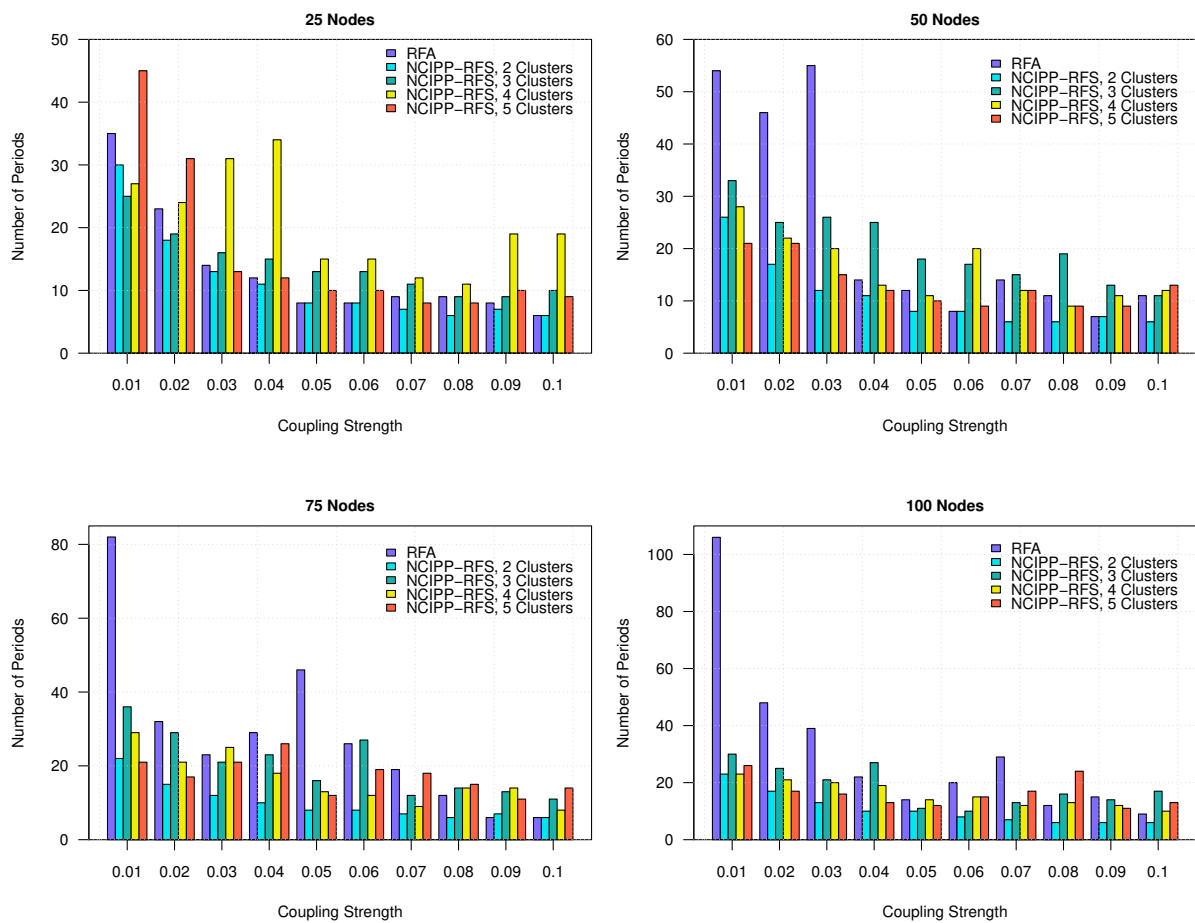 25 Nodes
Number of Periods
50
40
30
20
10
0
RFA
NCIPP−RFS, 2 Clusters
NCIPP−RFS, 3 Clusters
NCIPP−RFS, 4 Clusters
NCIPP−RFS, 5 Clusters
0.01 0.02 0.03 0.04 0.05 0.06 0.07 0.08 0.09 0.1
Coupling Strength
50 Nodes
Number of Periods
60
50
40
30
20
10
0
RFA
NCIPP−RFS, 2 Clusters
NCIPP−RFS, 3 Clusters
NCIPP−RFS, 4 Clusters
NCIPP−RFS, 5 Clusters
0.01 0.02 0.03 0.04 0.05 0.06 0.07 0.08 0.09 0.1
Coupling Strength
75 Nodes
Number of Periods
80
60
40
20
0
RFA
NCIPP−RFS, 2 Clusters
NCIPP−RFS, 3 Clusters
NCIPP−RFS, 4 Clusters
NCIPP−RFS, 5 Clusters
0.01 0.02 0.03 0.04 0.05 0.06 0.07 0.08 0.09 0.1
Coupling Strength
100 Nodes
Number of Periods
100
80
60
40
20
0
RFA
NCIPP−RFS, 2 Clusters
NCIPP−RFS, 3 Clusters
NCIPP−RFS, 4 Clusters
NCIPP−RFS, 5 Clusters
0.01 0.02 0.03 0.04 0.05 0.06 0.07 0.08 0.09 0.1
Coupling Strength